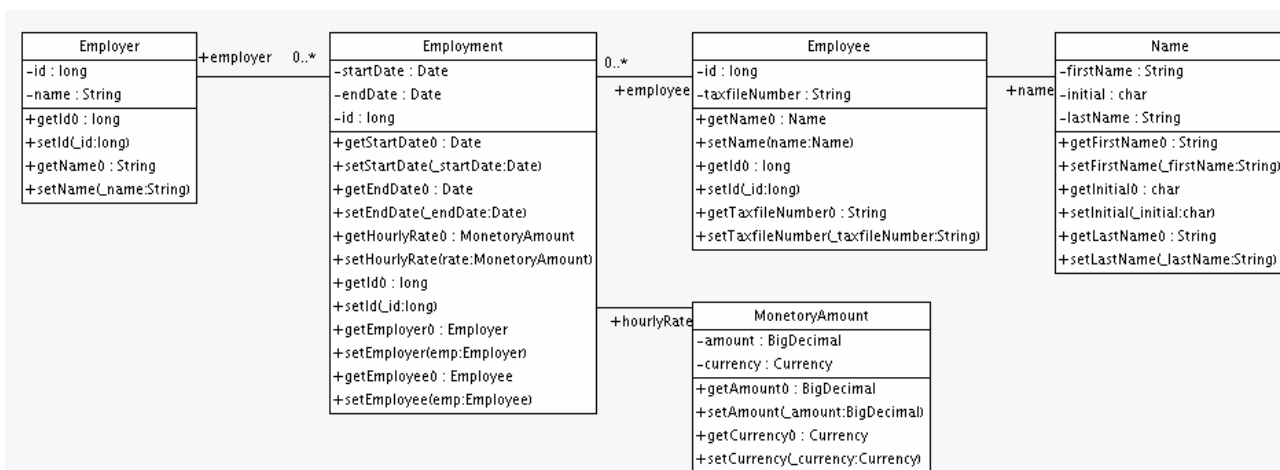 Employer
-id : long
-name : String
+getId() : long
+setId(_id:long)
+getName() : String
+setName(_name:String)
+employer
0..*
Employment
-startDate : Date
-endDate : Date
-id : long
+getStartDate() : Date
+setStartDate(_startDate:Date)
+getEndDate() : Date
+setEndDate(_endDate:Date)
+getHourlyRate() : MonetoryAmount
+setHourlyRate(rate:MonetoryAmount)
+getId() : long
+setId(_id:long)
+getEmployer() : Employer
+setEmployer(emp:Employer)
+getEmployee() : Employee
+setEmployee(emp:Employee)
0..*
+employee
Employee
-id : long
-taxfileNumber : String
+getName() : Name
+setName(name:Name)
+getId() : long
+setId(_id:long)
+getTaxfileNumber() : String
+setTaxfileNumber(_taxfileNumber:String)
+name
Name
-firstName : String
-initial : char
-lastName : String
+getFirstName() : String
+setFirstName(_firstName:String)
+getInitial() : char
+setInitial(_initial:char)
+getLastName() : String
+setLastName(_lastName:String)
+hourlyRate
MonetoryAmount
-amount : BigDecimal
-currency : Currency
+getAmount() : BigDecimal
+setAmount(_amount:BigDecimal)
+getCurrency() : Currency
+setCurrency(_currency:Currency)